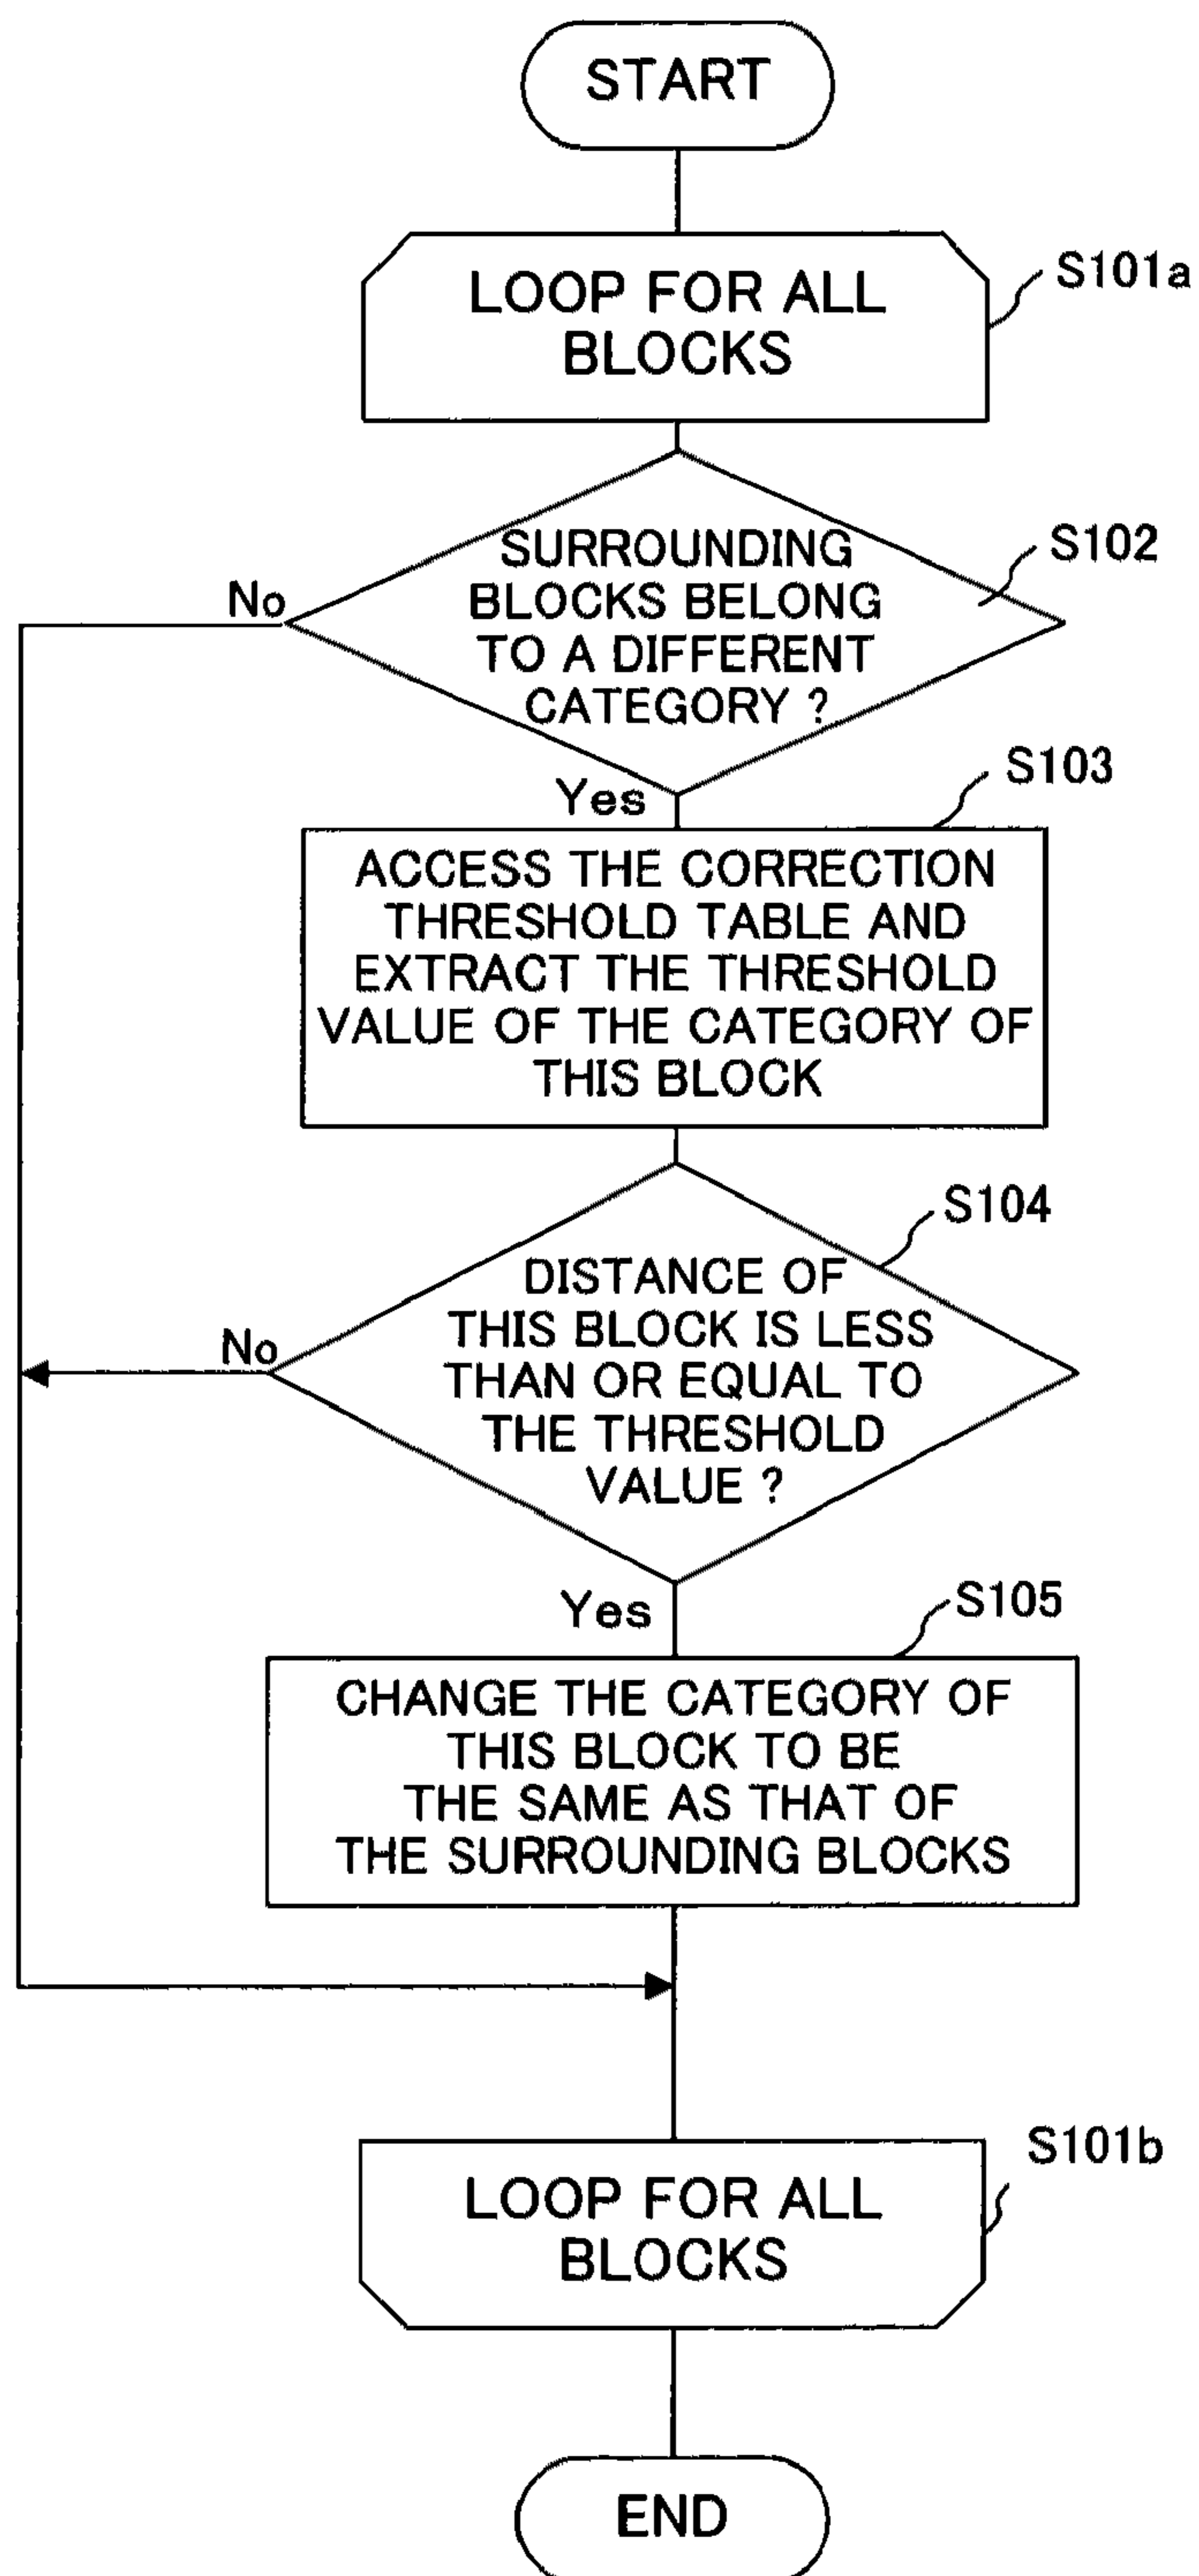 START
LOOP FOR ALL
BLOCKS
S101a
SURROUNDING
BLOCKS BELONG
TO A DIFFERENT
CATEGORY ?
S102
No
Yes
S103
ACCESS THE CORRECTION
THRESHOLD TABLE AND
EXTRACT THE THRESHOLD
VALUE OF THE CATEGORY OF
THIS BLOCK
S104
DISTANCE OF
THIS BLOCK IS LESS
THAN OR EQUAL TO
THE THRESHOLD
VALUE ?
No
Yes
S105
CHANGE THE CATEGORY OF
THIS BLOCK TO BE
THE SAME AS THAT OF
THE SURROUNDING BLOCKS
S101b
LOOP FOR ALL
BLOCKS
END